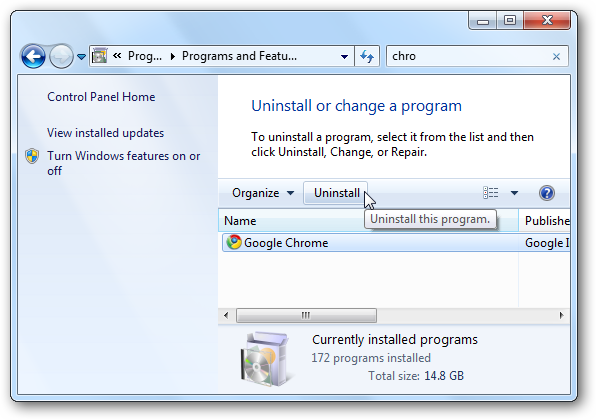 « Prog... ▸ Programs and Featu...
chro
Control Panel Home
View installed updates
Turn Windows features on or
off
Uninstall or change a program
To uninstall a program, select it from the list and then
click Uninstall, Change, or Repair.
Organize Uninstall
Uninstall this program.
Name Publishe
Google Chrome Google I
Currently installed programs
172 programs installed
Total size: 14.8 GB